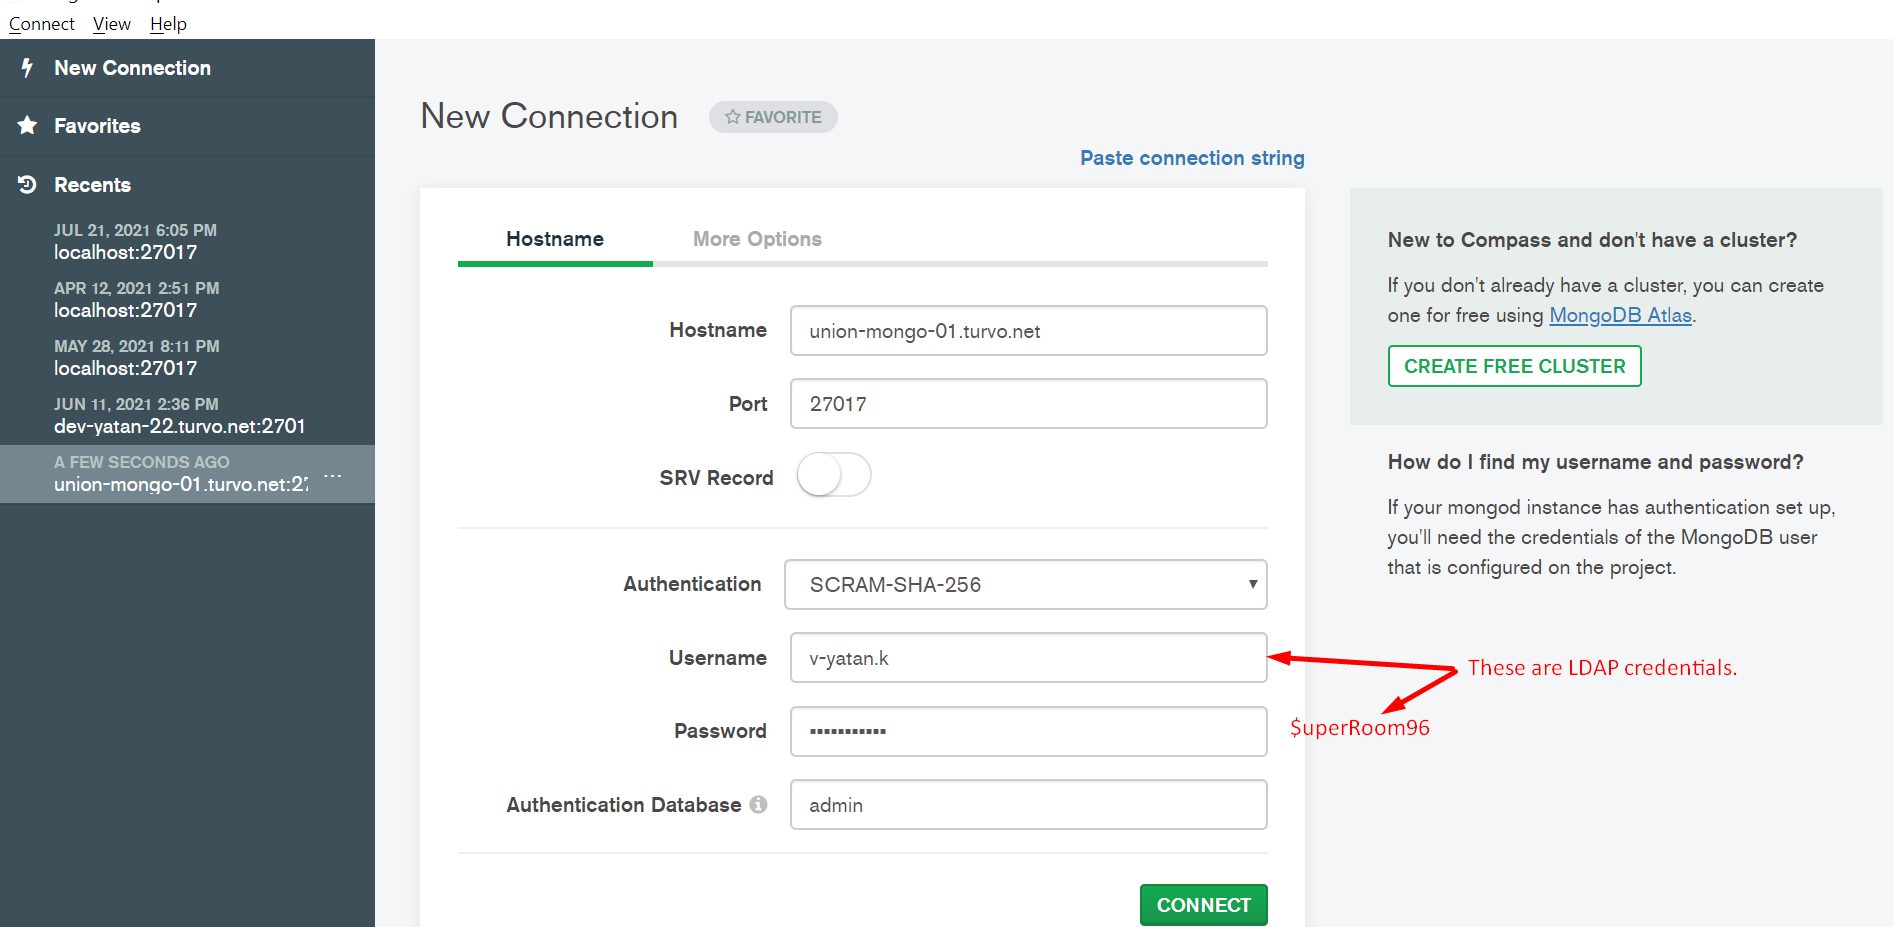 Connect View Help
New Connection
Favorites
Recents
JUL 21, 2021 6:05 PM
localhost:27017
APR 12, 2021 2:51 PM
localhost:27017
MAY 28, 2021 8:11 PM
localhost:27017
JUN 11, 2021 2:36 PM
dev-yatan-22.turvo.net:2701
A FEW SECONDS AGO
union-mongo-01.turvo.net:27
...
New Connection
FAVORITE
Paste connection string
Hostname More Options
Hostname union-mongo-01.turvo.net
Port 27017
SRV Record
Authentication SCRAM-SHA-256
Username v-yatan.k
Password •••••••••••
Authentication Database admin
CONNECT
New to Compass and don't have a cluster?
If you don't already have a cluster, you can create
one for free using MongoDB Atlas.
CREATE FREE CLUSTER
How do I find my username and password?
If your mongod instance has authentication set up,
you'll need the credentials of the MongoDB user
that is configured on the project.
These are LDAP credentials.
$uperRoom96